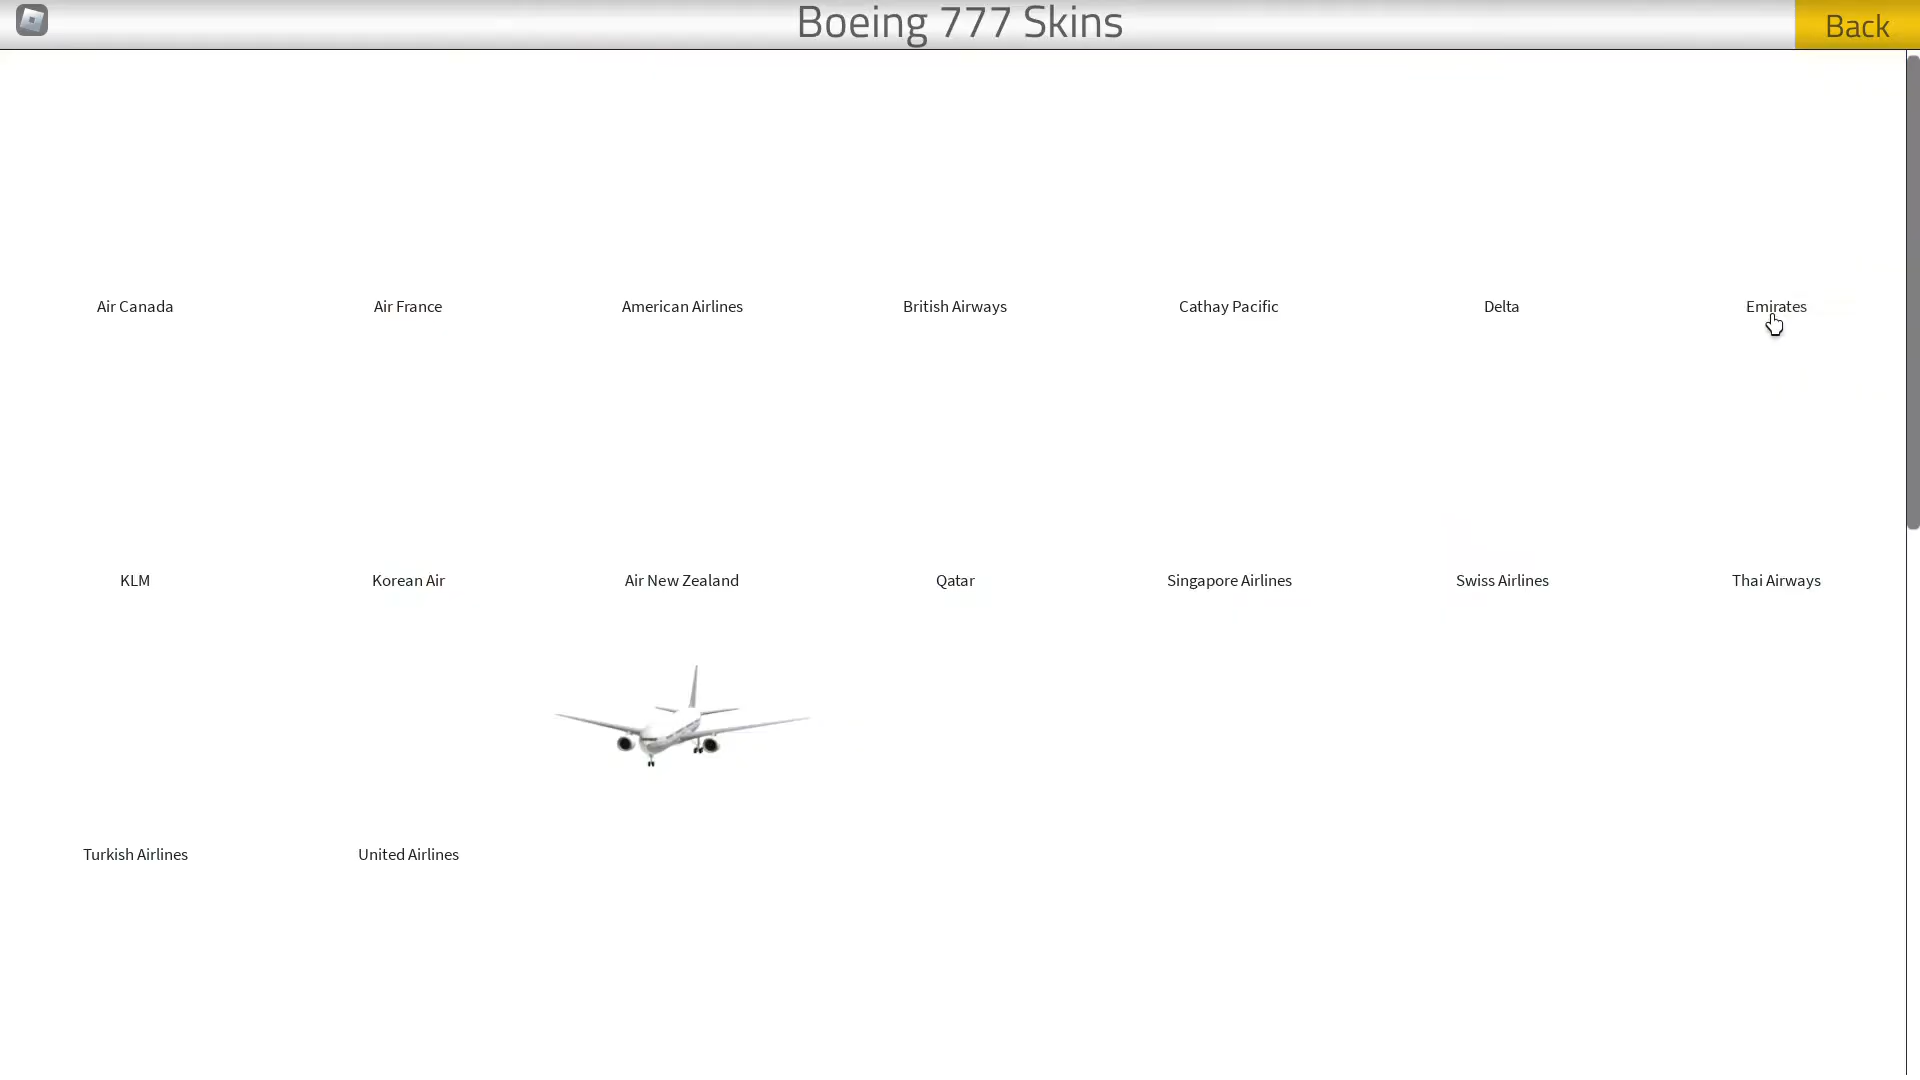 Boeing 777 Skins
Back
Air Canada
Air France
American Airlines
British Airways
Cathay Pacific
Delta
Emirates
KLM
Korean Air
Air New Zealand
Qatar
Singapore Airlines
Swiss Airlines
Thai Airways
Turkish Airlines
United Airlines